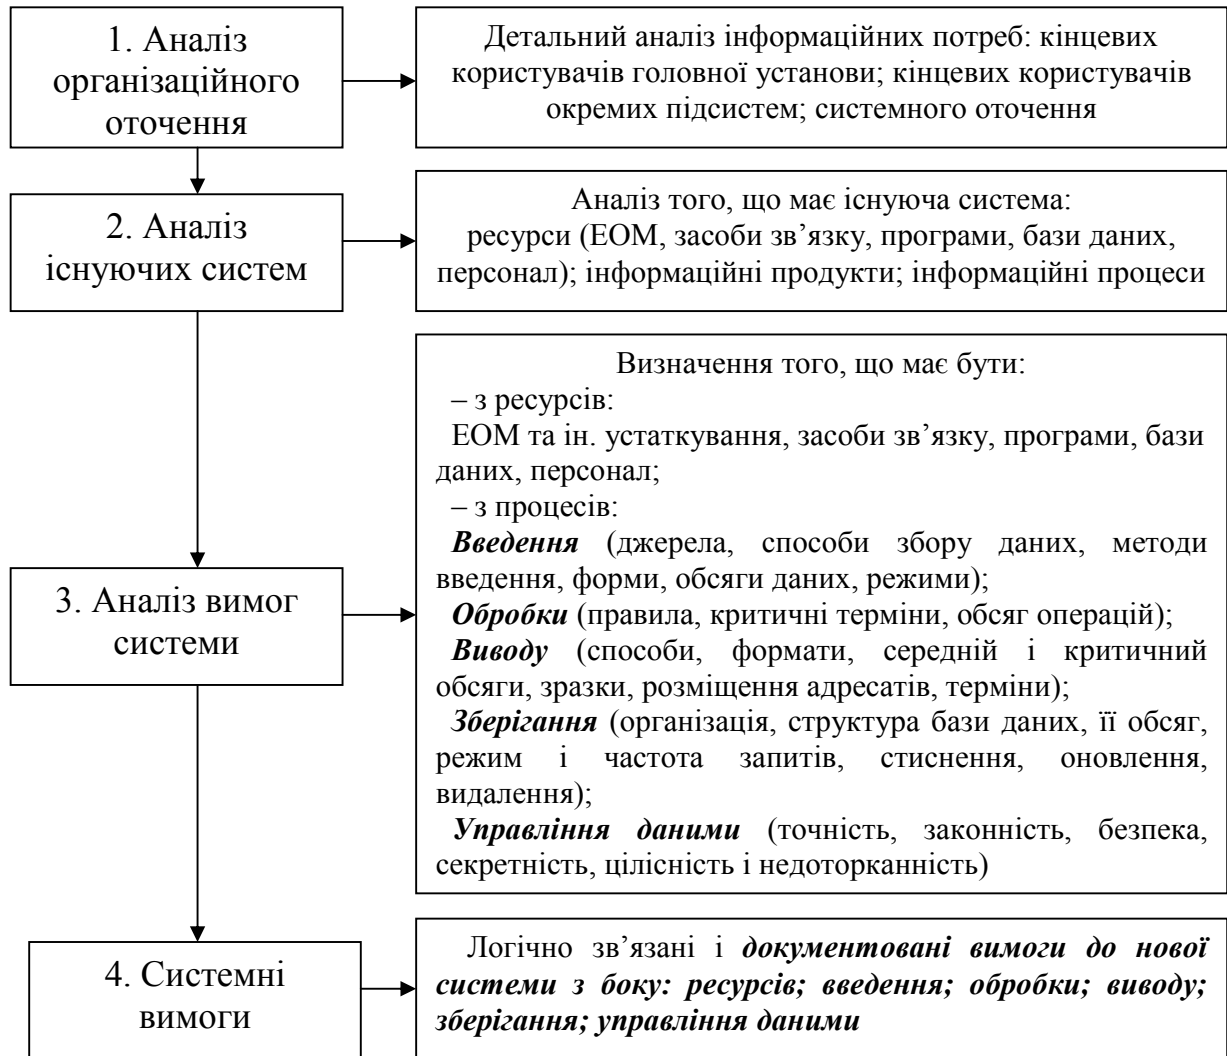 1. Аналіз
організаційного
оточення
Детальний аналіз інформаційних потреб: кінцевих
користувачів головної установи; кінцевих користувачів
окремих підсистем; системного оточення
2. Аналіз
існуючих систем
Аналіз того, що має існуюча система:
ресурси (ЕОМ, засоби зв’язку, програми, бази даних,
персонал); інформаційні продукти; інформаційні процеси
3. Аналіз вимог
системи
Визначення того, що має бути:
– з ресурсів:
ЕОМ та ін. устаткування, засоби зв’язку, програми, бази
даних, персонал;
– з процесів:
Введення (джерела, способи збору даних, методи
введення, форми, обсяги даних, режими);
Обробки (правила, критичні терміни, обсяг операцій);
Виводу (способи, формати, середній і критичний
обсяги, зразки, розміщення адресатів, терміни);
Зберігання (організація, структура бази даних, її обсяг,
режим і частота запитів, стиснення, оновлення,
видалення);
Управління даними (точність, законність, безпека,
секретність, цілісність і недоторканність)
4. Системні
вимоги
Логічно зв’язані і документовані вимоги до нової
системи з боку: ресурсів; введення; обробки; виводу;
зберігання; управління даними